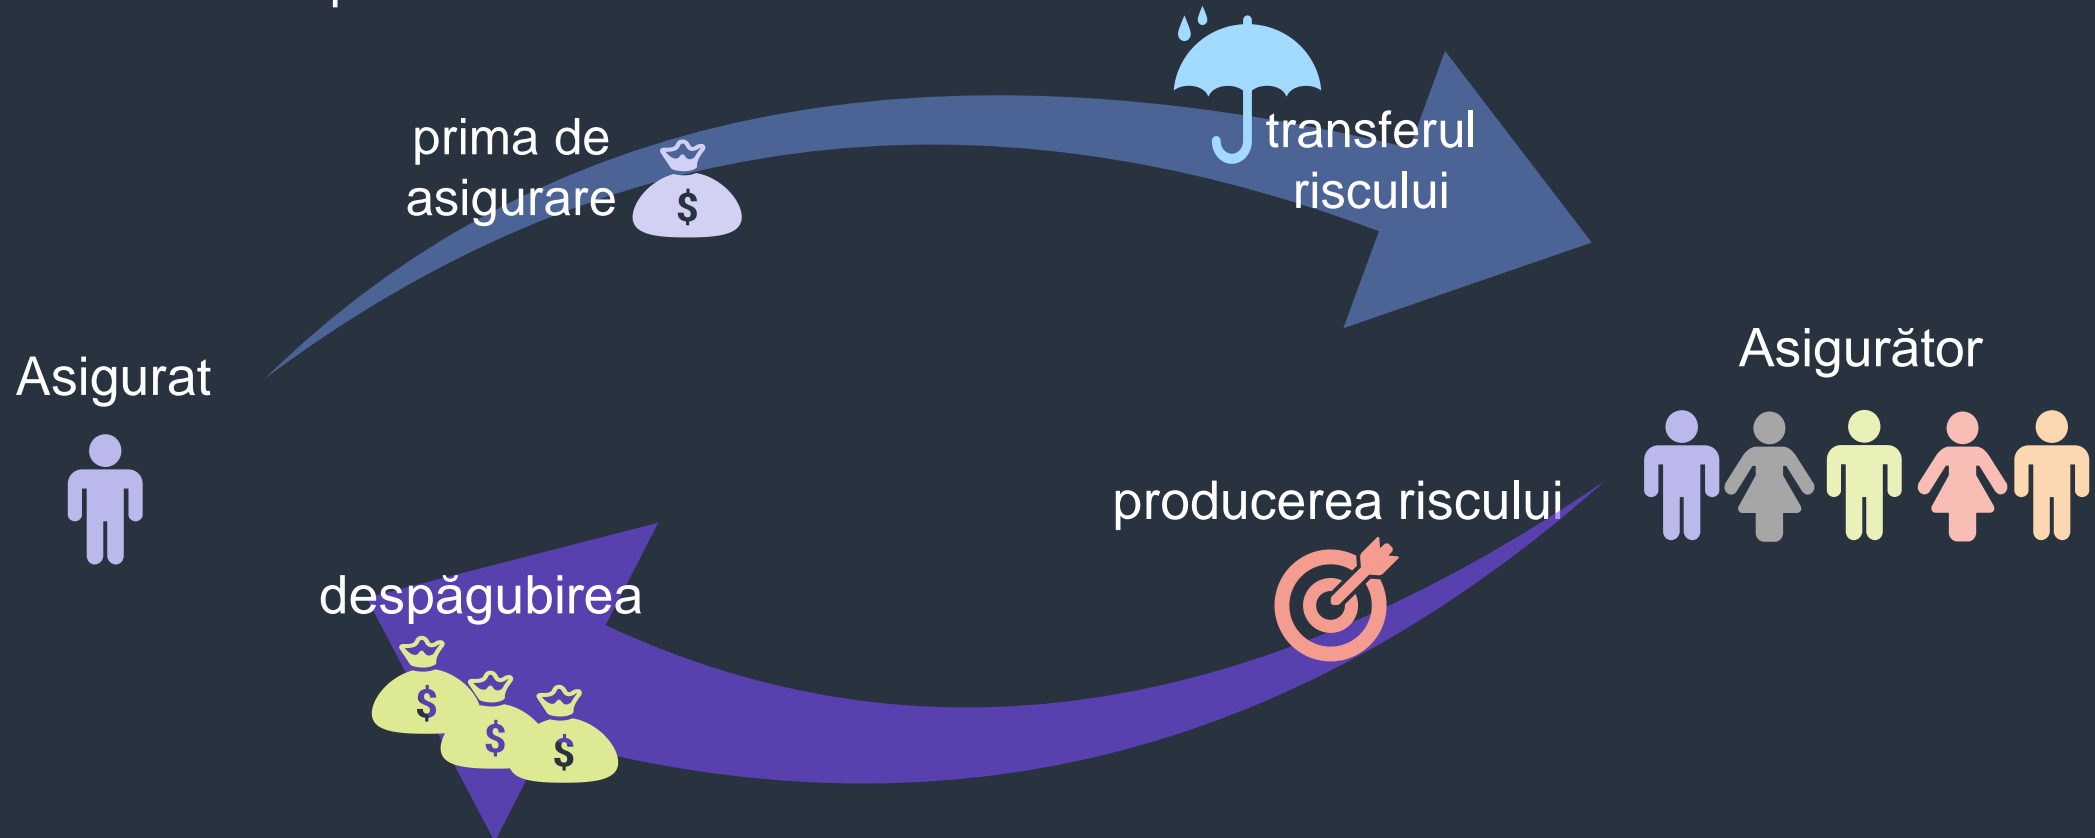 prima de
asigurare
$
transferul
riscului
Asigurat
Asigurător
producerea riscului
despăgubirea
$
$
$